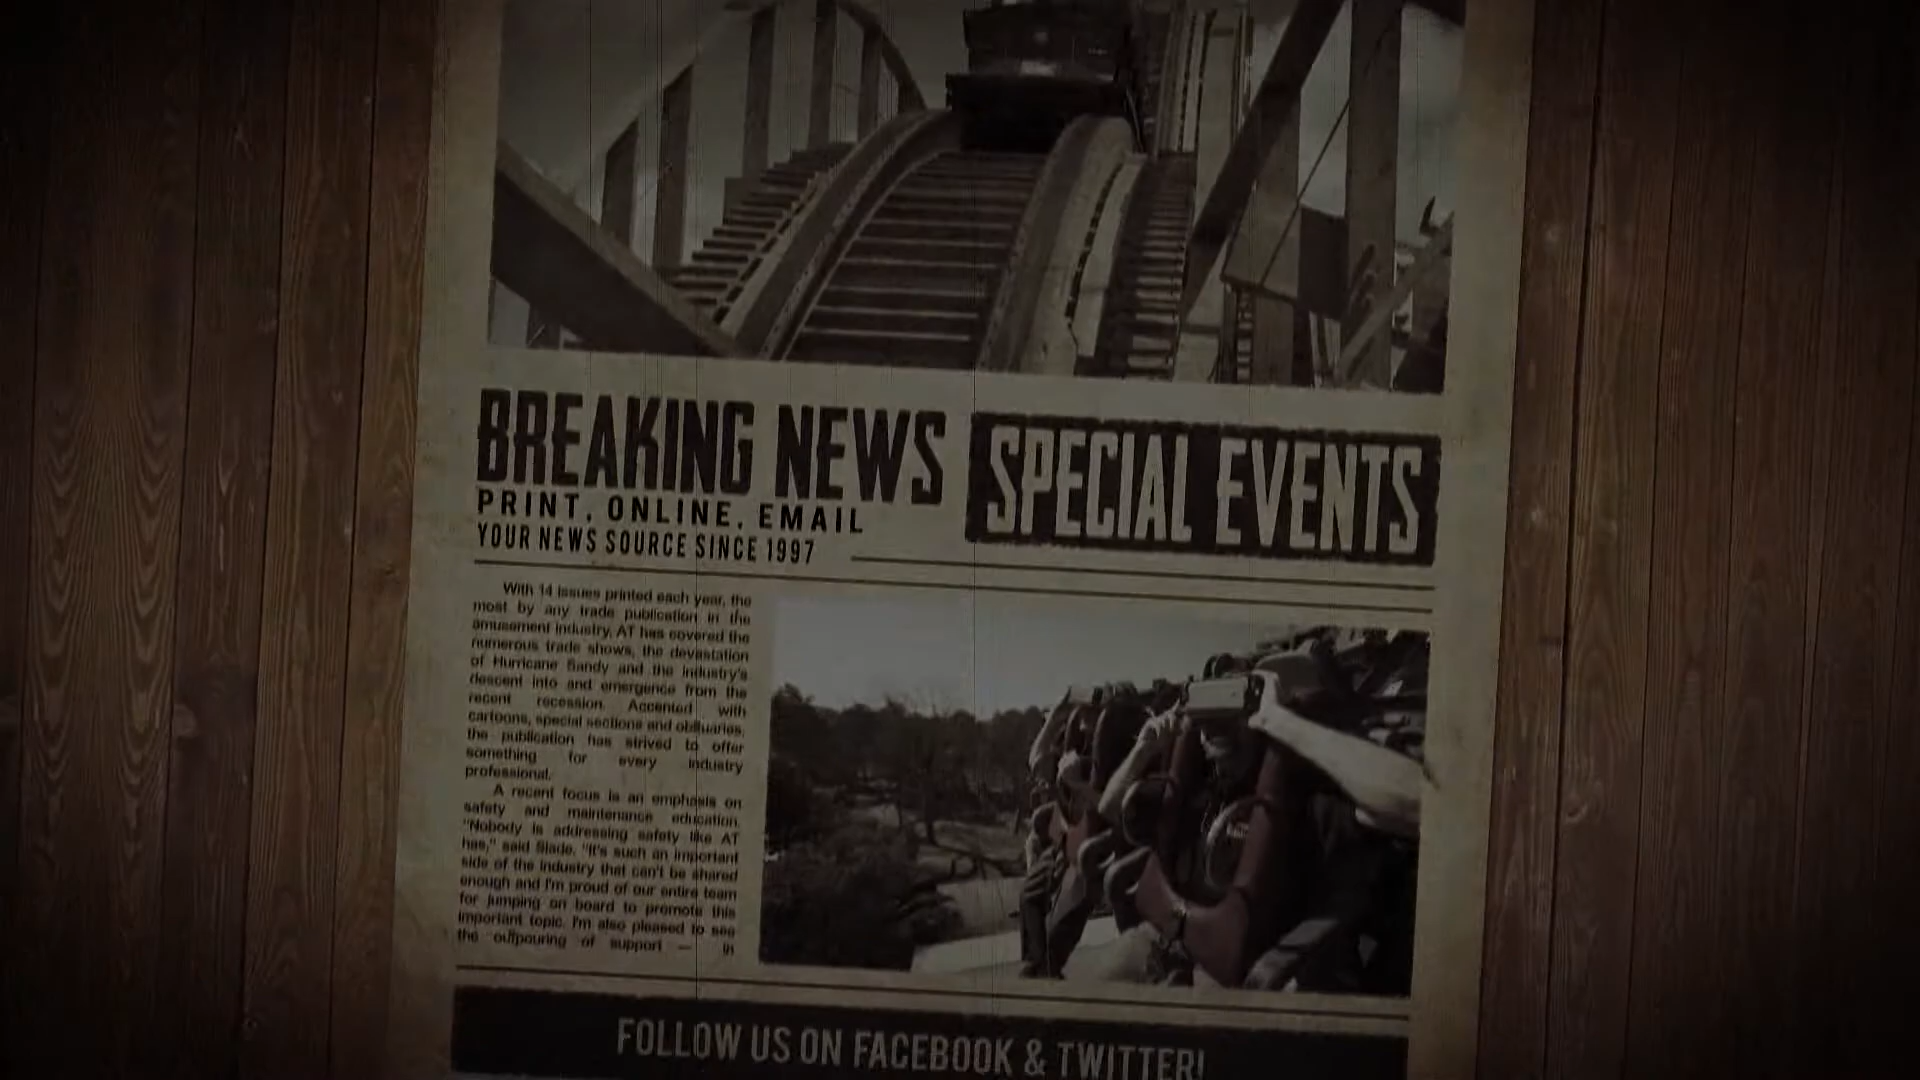 BREAKING NEWS
PRINT, ONLINE, EMAIL
YOUR NEWS SOURCE SINCE 1997
SPECIAL EVENTS
With 14 issues printed each year, the
most by any trade publication in the
amusement industry, AT has covered the
numerous trade shows, the devastation
of Hurricane Sandy and the industry's
descent into and emergence from the
recent recession. Accented with
cartoons, special sections and obituaries,
the publication has strived to offer
something for every industry
professional.
A recent focus is an emphasis on
safety and maintenance education.
"Nobody is addressing safety like AT
has," said Slade. "It's such an important
side of the industry that can't be shared
enough and I'm proud of our entire team
for jumping on board to promote this
important topic. I'm also pleased to see
the outpouring of support — in
FOLLOW US ON FACEBOOK & TWITTER!